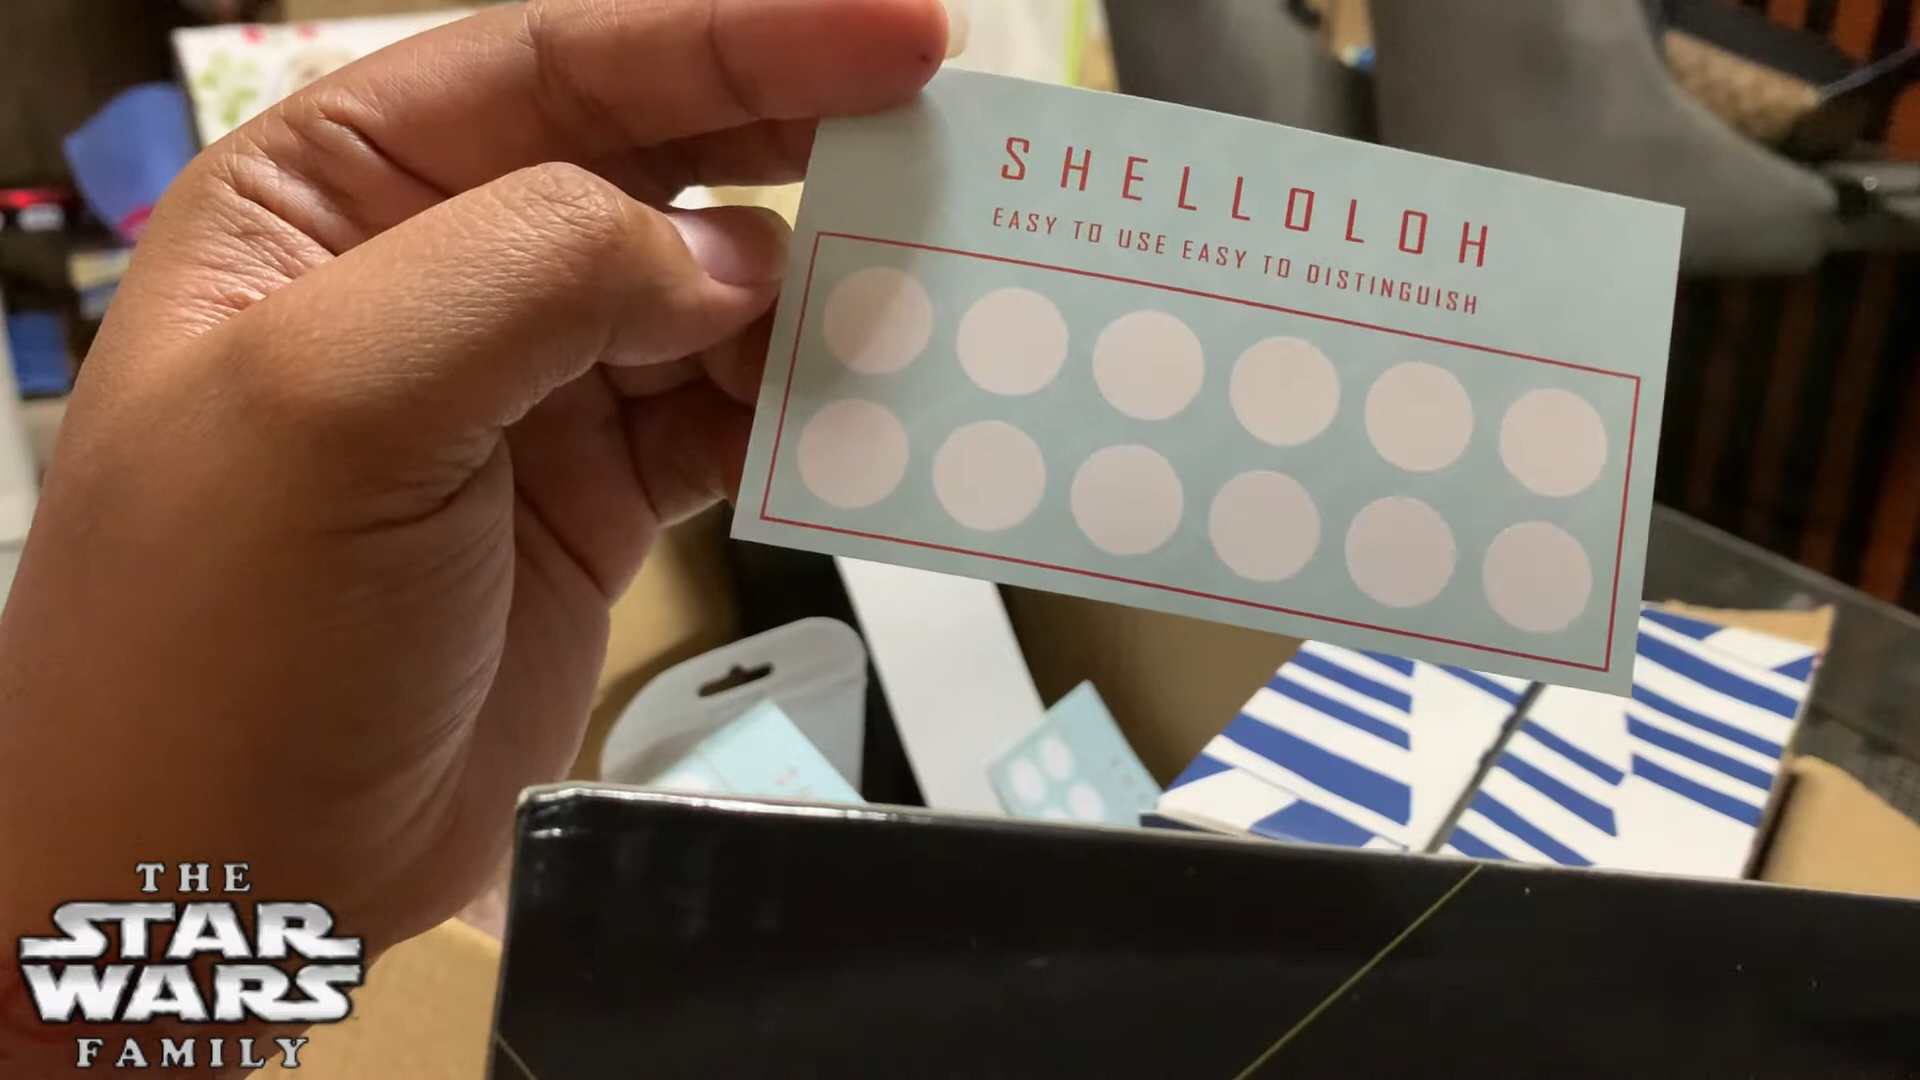 SHELLOLOH
EASY TO USE EASY TO DISTINGUISH
THE
STAR
WARS
FAMILY